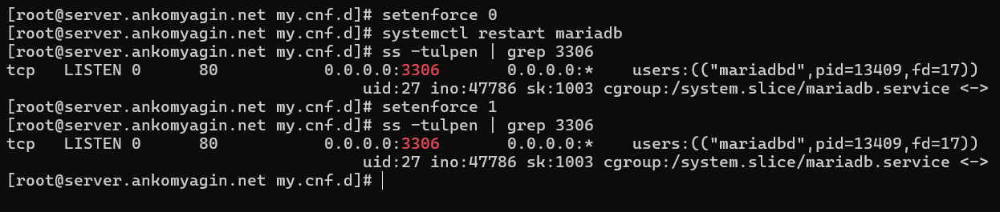 [root@server.ankomyagin.net my.cnf.d]# setenforce 0
[root@server.ankomyagin.net my.cnf.d]# systemctl restart mariadb
[root@server.ankomyagin.net my.cnf.d]# ss -tulpen | grep 3306
tcp   LISTEN 0      80           0.0.0.0:3306       0.0.0.0:*    users:(("mariadbd",pid=13409,fd=17))
uid:27 ino:47786 sk:1003 cgroup:/system.slice/mariadb.service <->
[root@server.ankomyagin.net my.cnf.d]# setenforce 1
[root@server.ankomyagin.net my.cnf.d]# ss -tulpen | grep 3306
tcp   LISTEN 0      80           0.0.0.0:3306       0.0.0.0:*    users:(("mariadbd",pid=13409,fd=17))
uid:27 ino:47786 sk:1003 cgroup:/system.slice/mariadb.service <->
[root@server.ankomyagin.net my.cnf.d]#